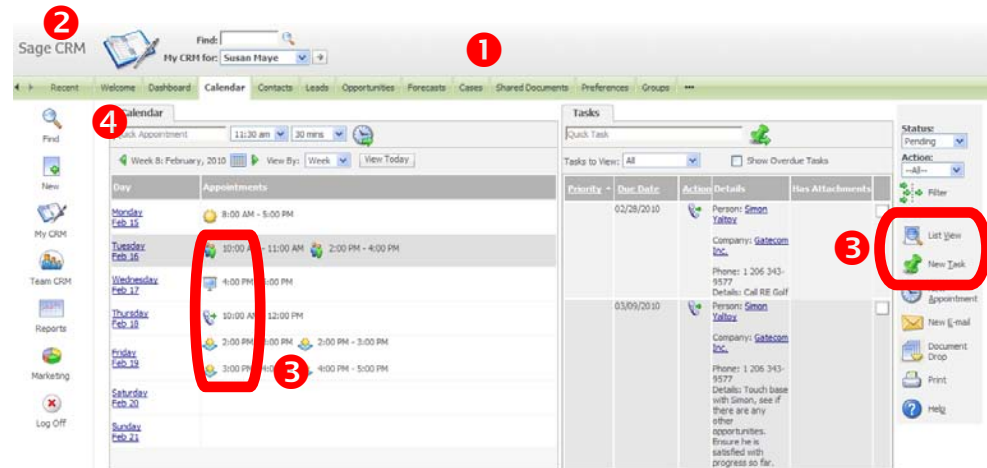 2
Sage CRM
Find:
1
My CRM for: Susan Maye
Recent Welcome Dashboard Calendar Contacts Leads Opportunities Forecasts Cases Shared Documents Preferences Groups
Find
New
My CRM
Team CRM
Reports
Marketing
Log Off
4
Calendar
Quick Appointment 11:30 am 30 mins
Week 8: February, 2010 View By: Week View Today
Day Appointments
Monday
Feb 15
8:00 AM - 5:00 PM
Tuesday
Feb 16
10:00 AM - 11:00 AM 2:00 PM - 4:00 PM
Wednesday
Feb 17
4:00 PM :00 PM
Thursday
Feb 18
10:00 AM 12:00 PM
Friday
Feb 19
2:00 PM :00 PM 2:00 PM - 3:00 PM
3:00 PM 4:0 4:00 PM - 5:00 PM
3
Saturday
Feb 20
Sunday
Feb 21
Tasks
Quick Task
Tasks to View: All Show Overdue Tasks
Priority Due Date Action Details Has Attachments
02/28/2010
Person: Simon
Yaltoy
Company: Gatecom
Inc.
Phone: 1 206 343-
9577
Details: Call RE Golf
03/09/2010
Person: Simon
Yaltoy
Company: Gatecom
Inc.
Phone: 1 206 343-
9577
Details: Touch base
with Simon, see if
there are any
other
opportunities.
Ensure he is
satisfied with
progress so far.
Status:
Pending
Action:
--All--
Filter
3
List View
New Task
Appointment
New E-mail
Document
Drop
Print
Help